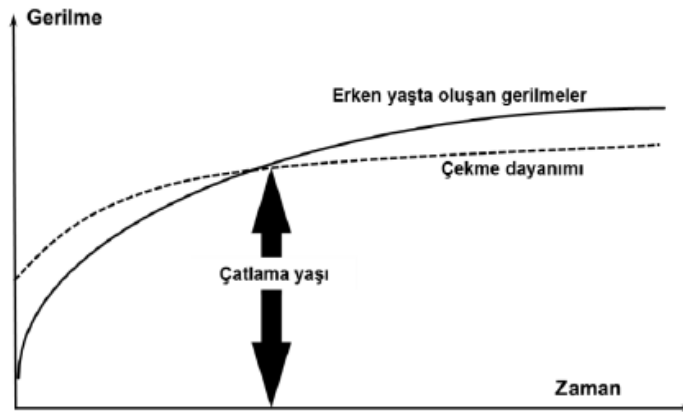 Gerilme
Erken yaşta oluşan gerilmeler
Çekme dayanımı
Çatlama yaşı
Zaman